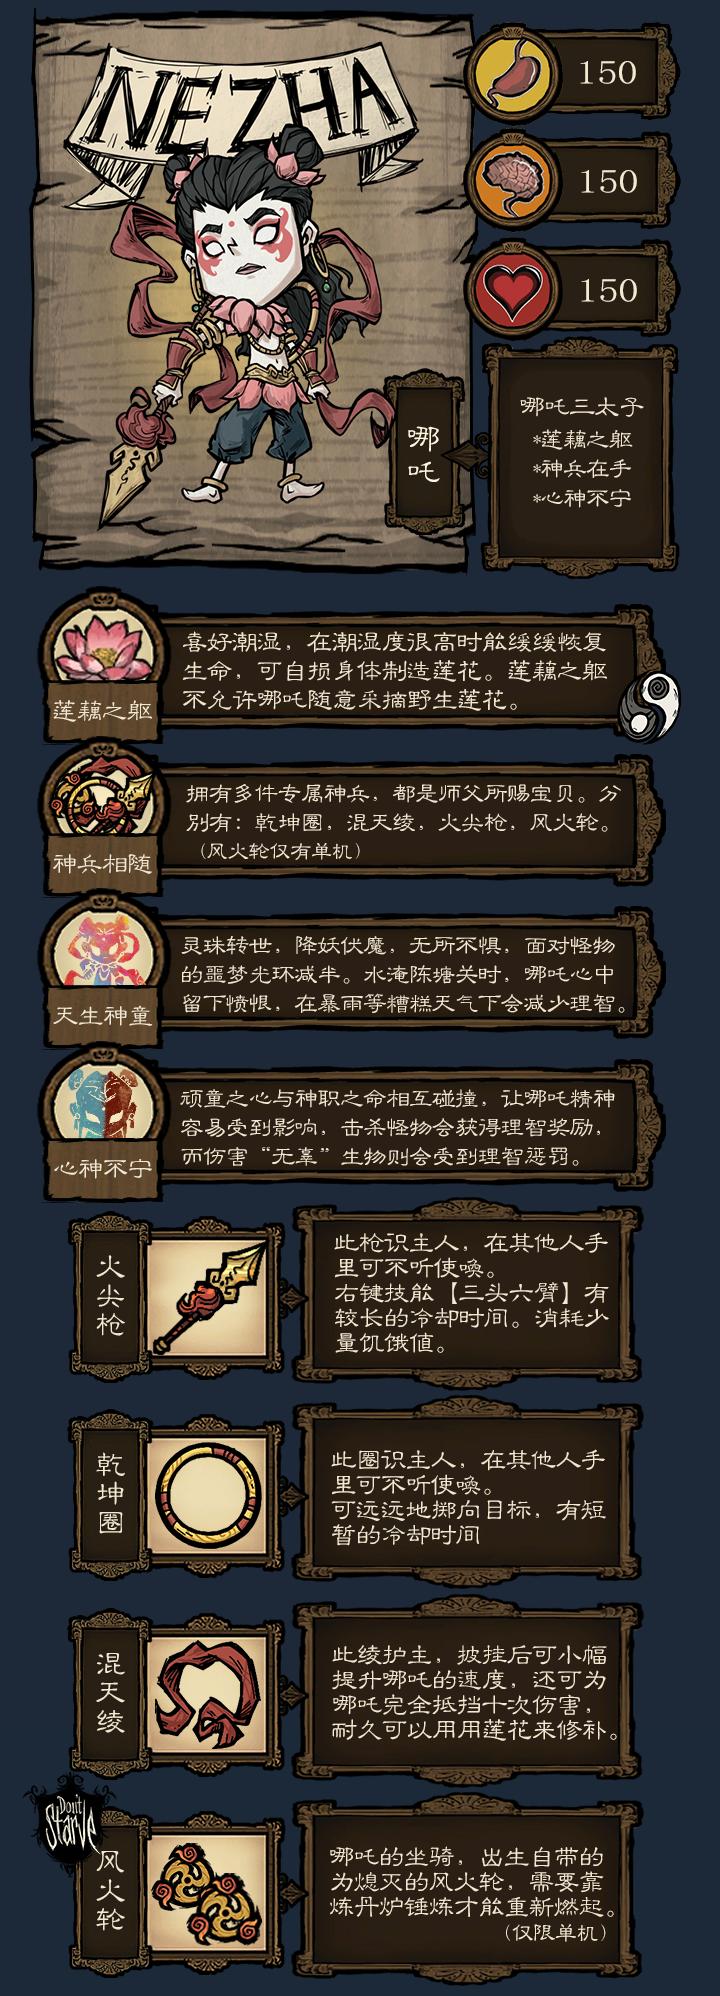 NEZHA
150
150
150
哪吒
哪吒三太子
*莲藕之躯
*神兵在手
*心神不宁
莲藕之躯
喜好潮湿，在潮湿度很高时能缓缓恢复
生命，可自损身体制造莲花。莲藕之躯
不允许哪吒随意采摘野生莲花。
神兵相随
拥有多件专属神兵，都是师父所赐宝贝。分
别有：乾坤圈，混天绫，火尖枪，风火轮。
（风火轮仅有单机）
天生神童
灵珠转世，降妖伏魔，无所不惧，面对怪物
的噩梦光环减半。水淹陈塘关时，哪吒心中
留下愤恨，在暴雨等糟糕天气下会减少理智。
心神不宁
顽童之心与神职之命相互碰撞，让哪吒精神
容易受到影响，击杀怪物会获得理智奖励，
而伤害“无辜”生物则会受到理智惩罚。
火尖枪
此枪识主人，在其他人手
里可不听使唤。
右键技能【三头六臂】有
较长的冷却时间。消耗少
量饥饿值。
乾坤圈
此圈识主人，在其他人手
里可不听使唤。
可远远地掷向目标，有短
暂的冷却时间
混天绫
此绫护主，披挂后可小幅
提升哪吒的速度，还可为
哪吒完全抵挡十次伤害，
耐久可以用用莲花来修补。
Don't
Starve
风火轮
哪吒的坐骑，出生自带的
为熄灭的风火轮，需要靠
炼丹炉锤炼才能重新燃起。
（仅限单机）